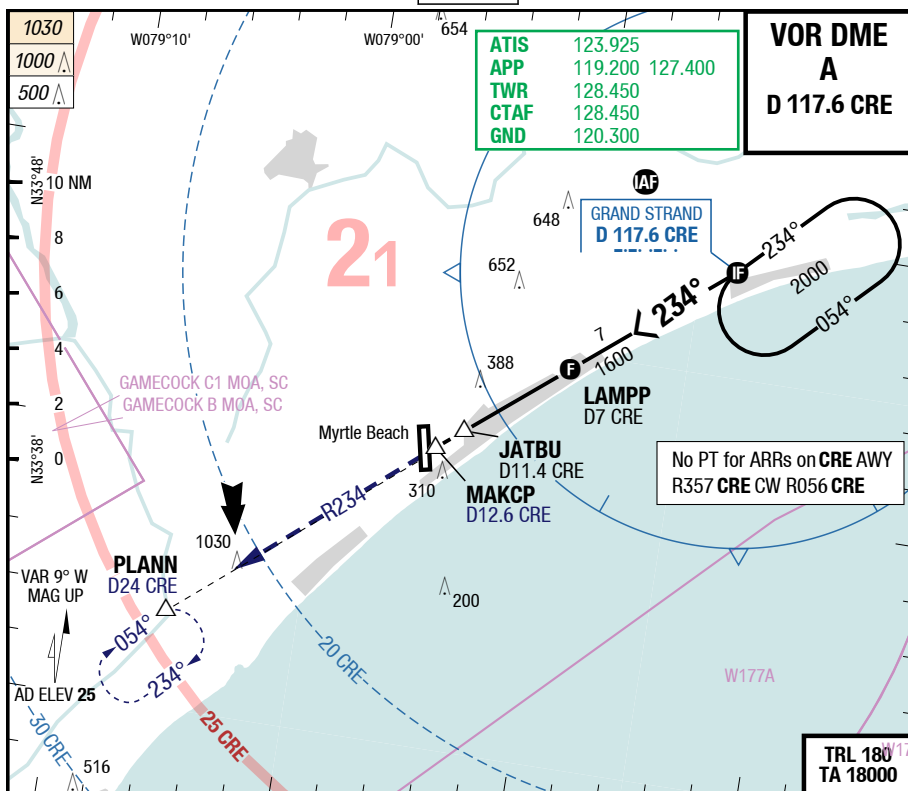 1030
1000
500
W079°10'
W079°00'
654
ATIS 123.925
APP 119.200 127.400
TWR 128.450
CTAF 128.450
GND 120.300
VOR DME
A
D 117.6 CRE
N33°48'
10 NM
8
6
4
2
0
N33°38'
21
648
652
388
IAF
GRAND STRAND
D 117.6 CRE
IF
234°
2000
054°
234°
7
1600
F
LAMPP
D7 CRE
GAMECOCK C1 MOA, SC
GAMECOCK B MOA, SC
Myrtle Beach
JATBU
D11.4 CRE
MAKCP
D12.6 CRE
310
No PT for ARRs on CRE AWY
R357 CRE CW R056 CRE
R234
1030
PLANN
D24 CRE
054°
234°
200
VAR 9° W
MAG UP
AD ELEV 25
20 CRE
25 CRE
30 CRE
516
W177A
W17
TRL 180
TA 18000